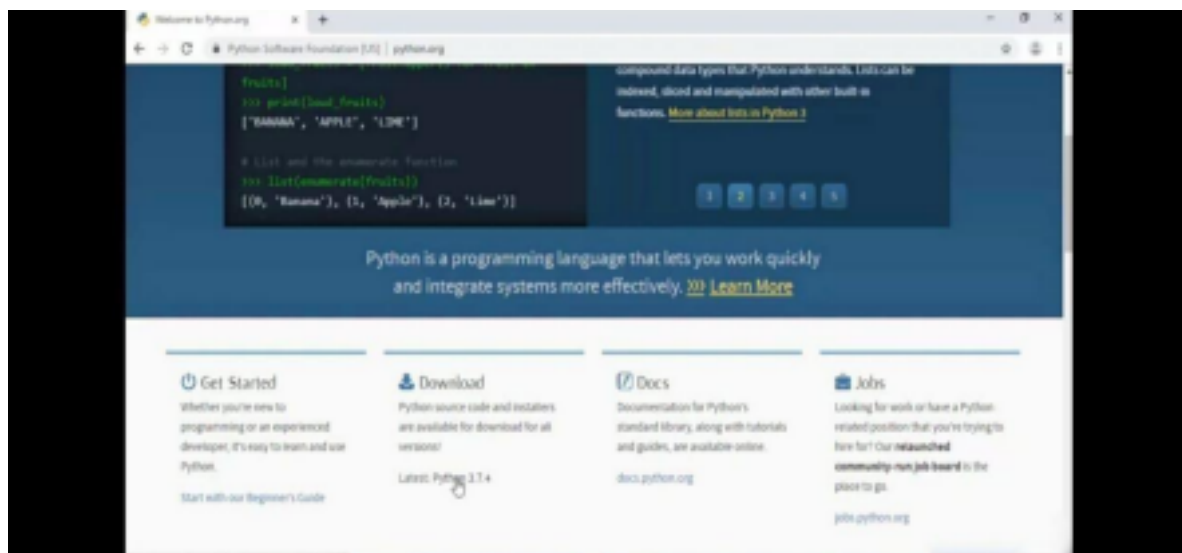 Welcome to Python.org
Python Software Foundation [US] | python.org
fruits]
>>> print(loud_fruits)
['BANANA', 'APPLE', 'LIME']
# List and the enumerate function
>>> list(enumerate(fruits))
[(0, 'Banana'), (1, 'Apple'), (2, 'Lime')]
compound data types that Python understands. Lists can be
indexed, sliced and manipulated with other built-in
functions. More about lists in Python 3
1 2 3 4 5
Python is a programming language that lets you work quickly
and integrate systems more effectively. >>> Learn More
Get Started
Whether you're new to
programming or an experienced
developer, it's easy to learn and use
Python.
Start with our Beginner's Guide
Download
Python source code and installers
are available for download for all
versions!
Latest: Python 3.7.4
Docs
Documentation for Python's
standard library, along with tutorials
and guides, are available online.
docs.python.org
Jobs
Looking for work or have a Python
related position that you're trying to
hire for? Our relaunched
community-run job board is the
place to go.
jobs.python.org